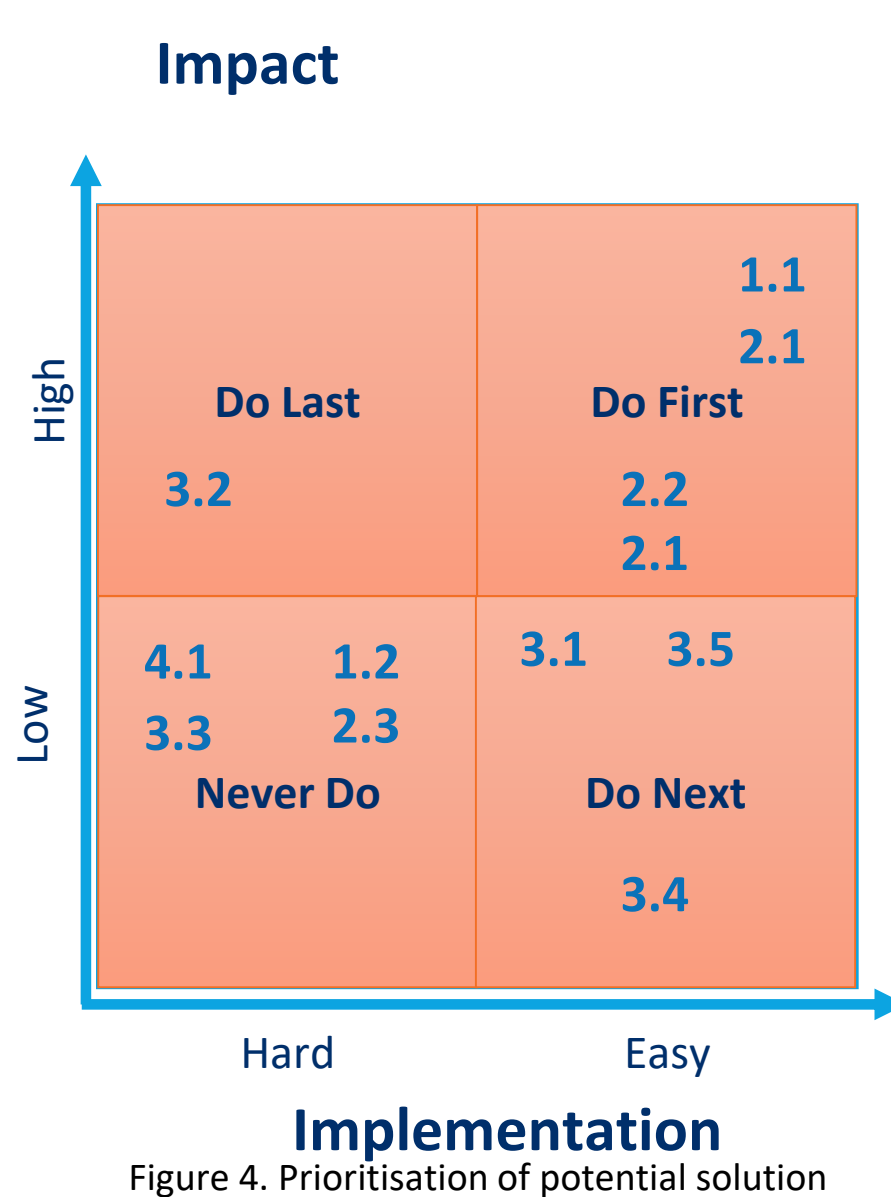 Impact
High
1.1
2.1
Do Last
Do First
3.2
2.2
2.1
Low
4.1
1.2
3.1
3.5
3.3
2.3
Never Do
Do Next
3.4
Hard
Easy
Implementation
Figure 4. Prioritisation of potential solution